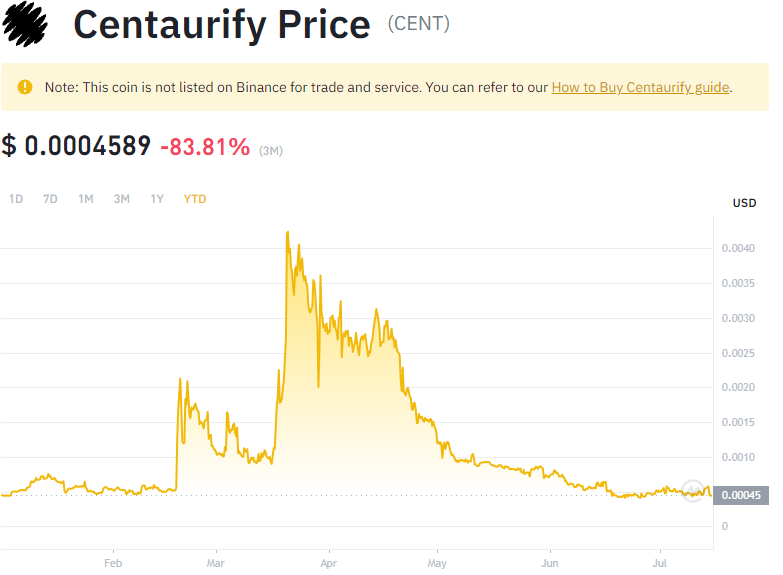 Centaurify Price (CENT)
Note: This coin is not listed on Binance for trade and service. You can refer to our How to Buy Centaurify guide.
$ 0.0004589 -83.81% (3M)
1D 7D 1M 3M 1Y YTD
USD
0.0040
0.0035
0.0030
0.0025
0.0020
0.0015
0.0010
0.00045
0
Feb Mar Apr May Jun Jul